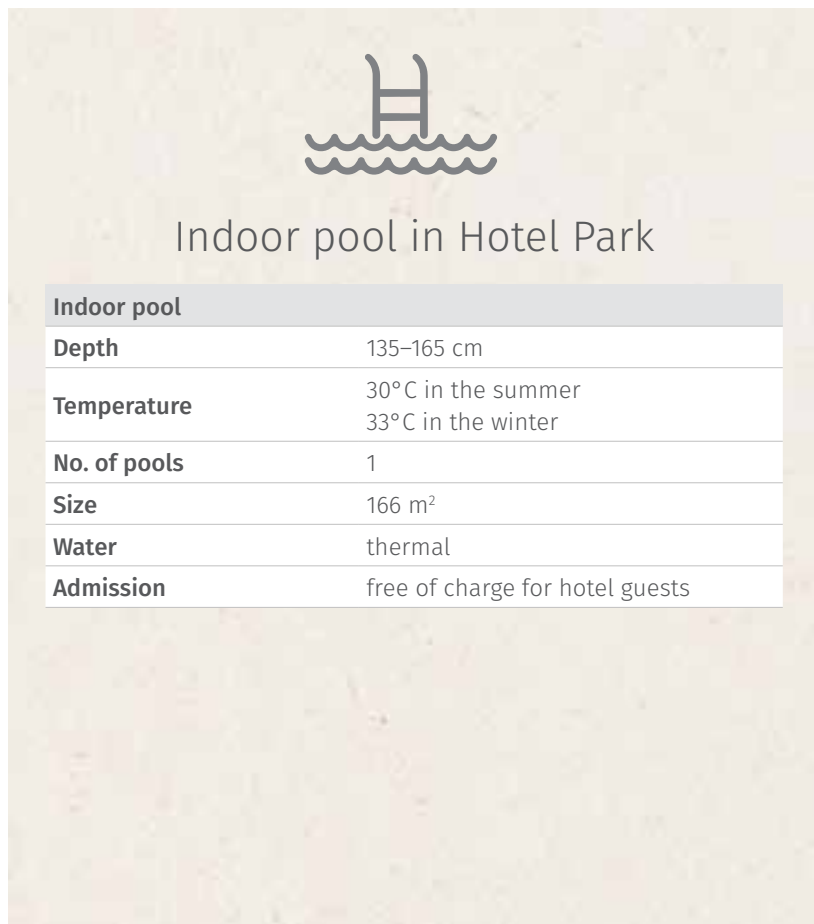 Indoor pool in Hotel Park
Indoor pool
Depth 135–165 cm
Temperature 30°C in the summer
33°C in the winter
No. of pools 1
Size 166 m²
Water thermal
Admission free of charge for hotel guests